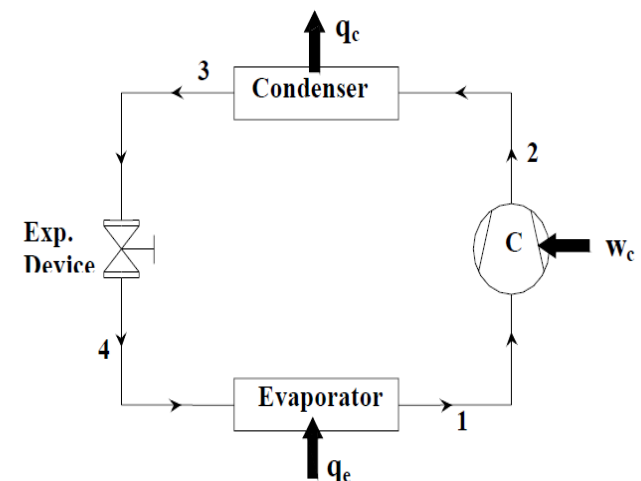 qc
3
Condenser
2
Exp.
Device
C
wc
4
Evaporator
1
qe